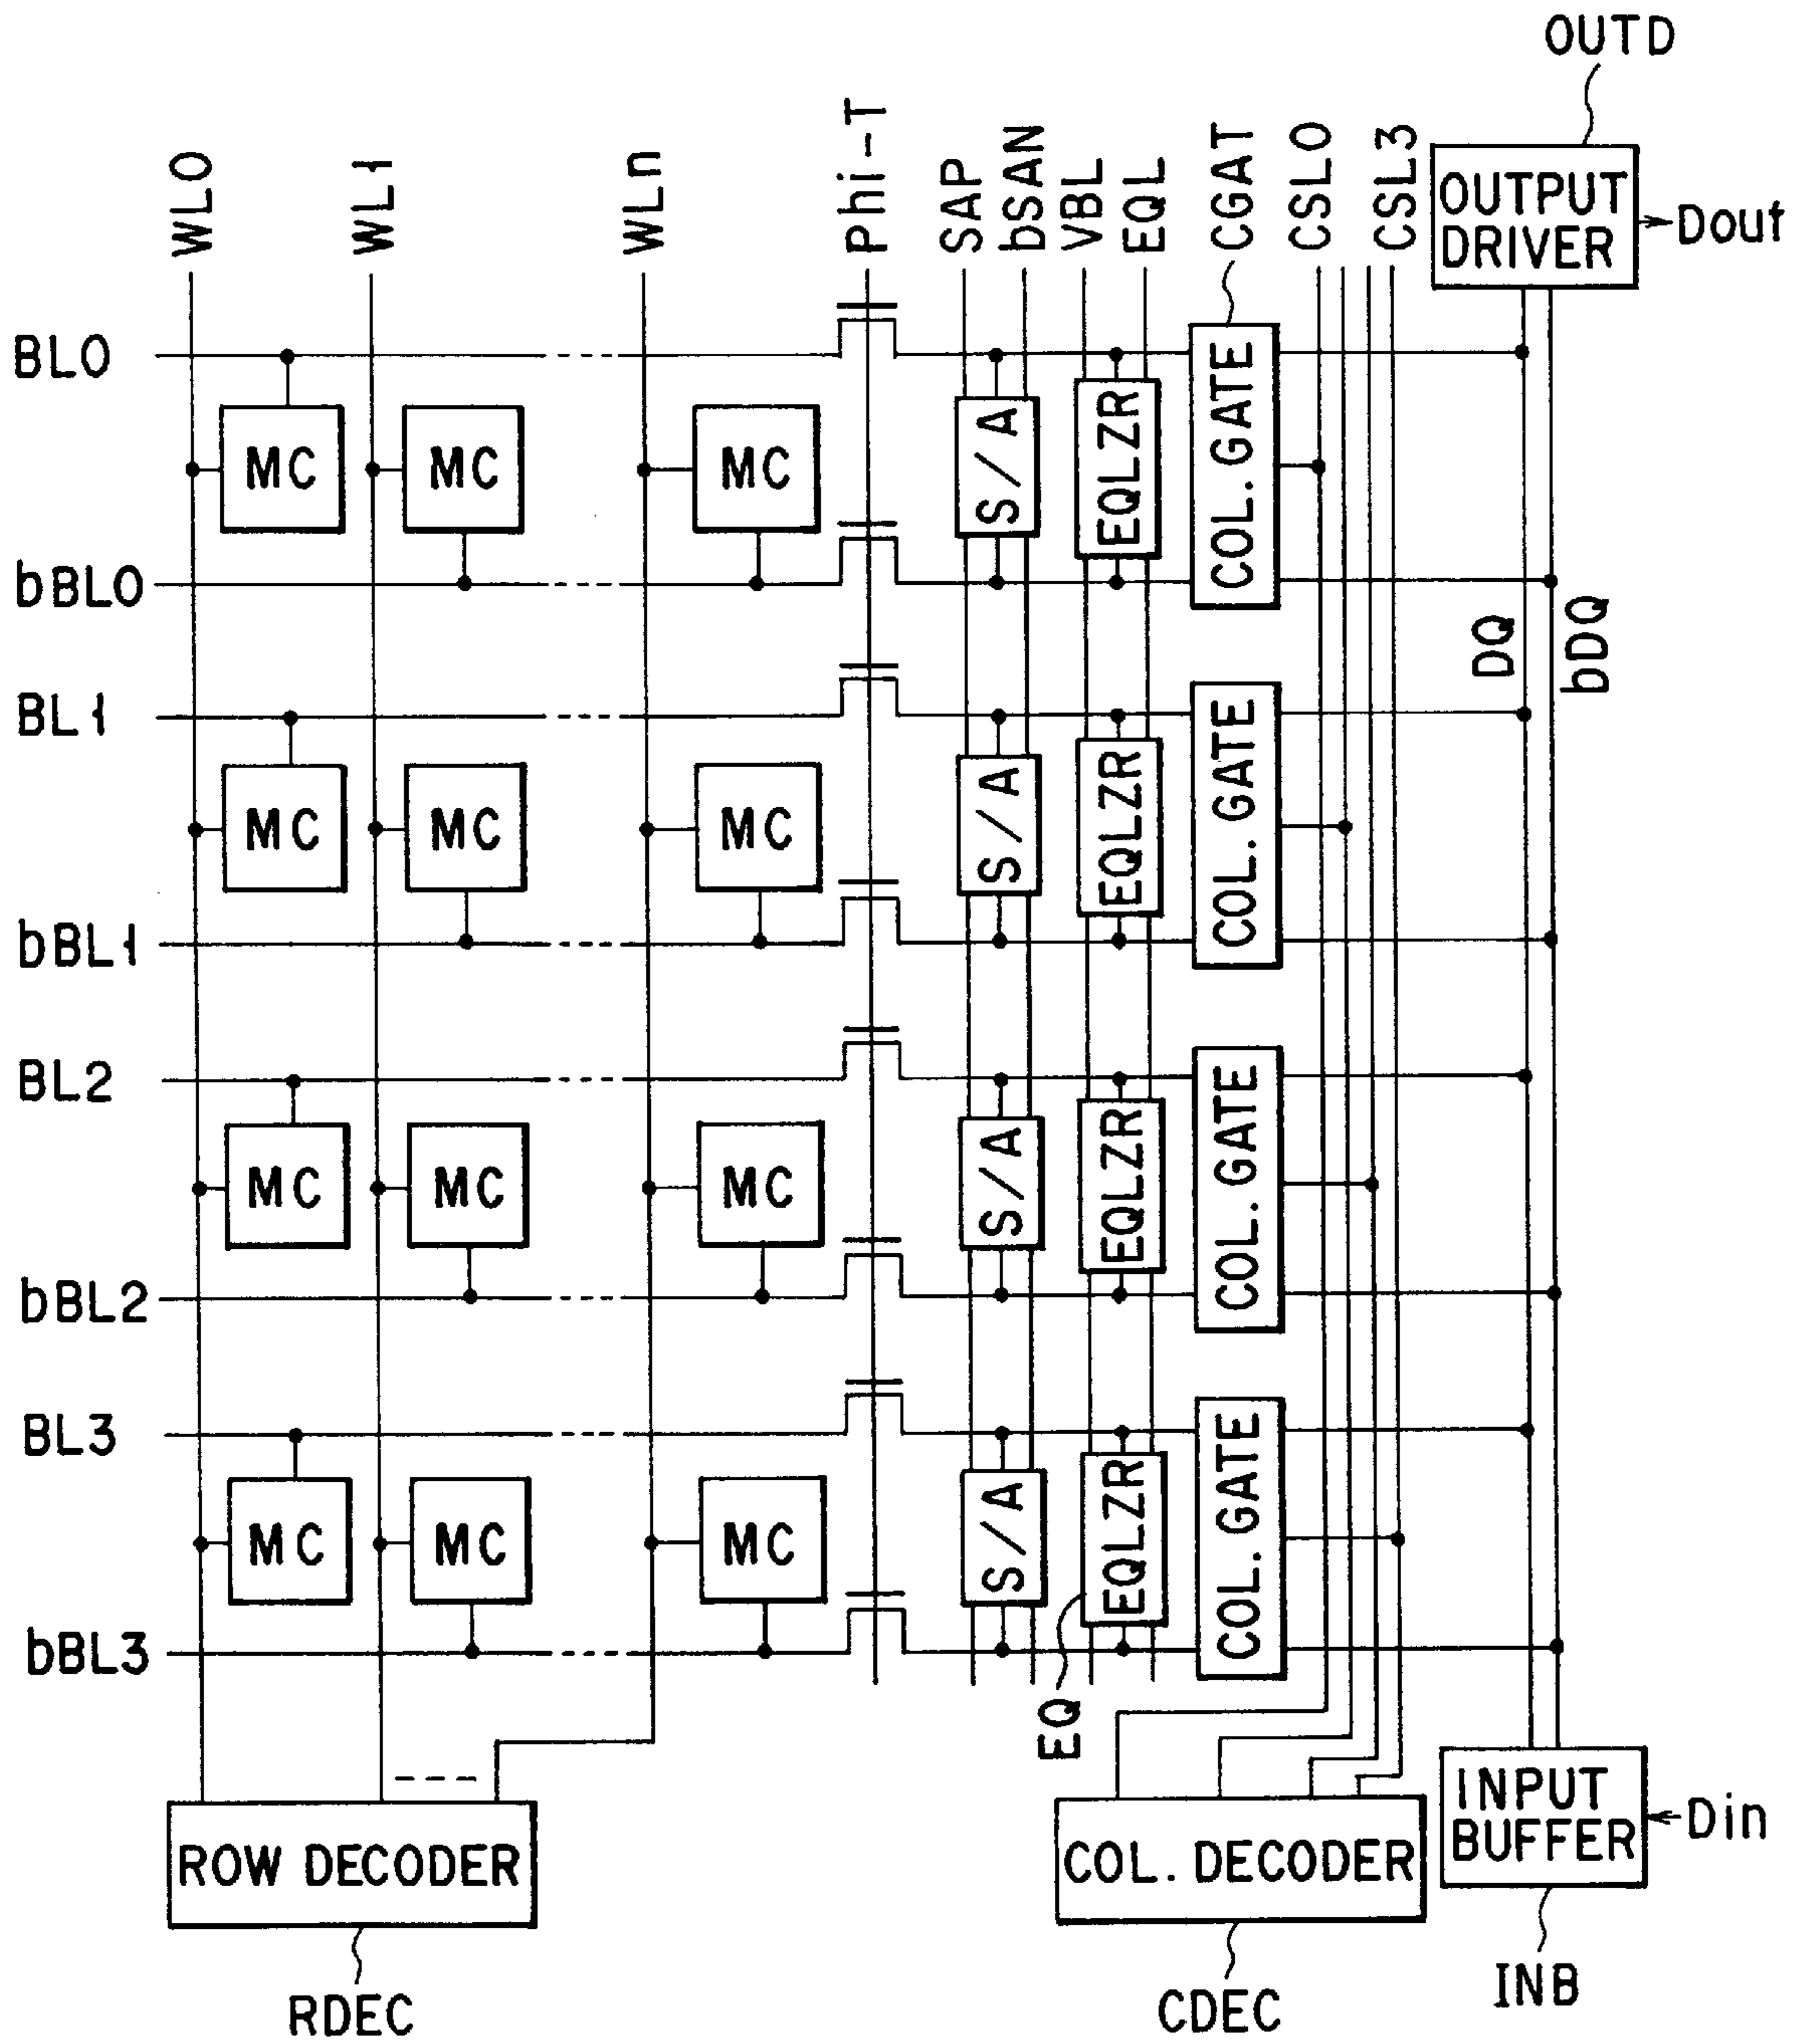 OUTD
WL0
WL1
WLn
Phi-T
SAP
bSAN
VBL
EQL
CGAT
CSL0
CSL3
OUTPUT
DRIVER
Dout
BL0
MC
MC
MC
S/A
EQLZR
COL.GATE
bBL0
DQ
bDQ
BL1
MC
MC
MC
S/A
EQLZR
COL.GATE
bBL1
BL2
MC
MC
MC
S/A
EQLZR
COL.GATE
bBL2
BL3
MC
MC
MC
S/A
EQLZR
COL.GATE
bBL3
EQ
ROW DECODER
COL. DECODER
INPUT
BUFFER
Din
RDEC
CDEC
INB